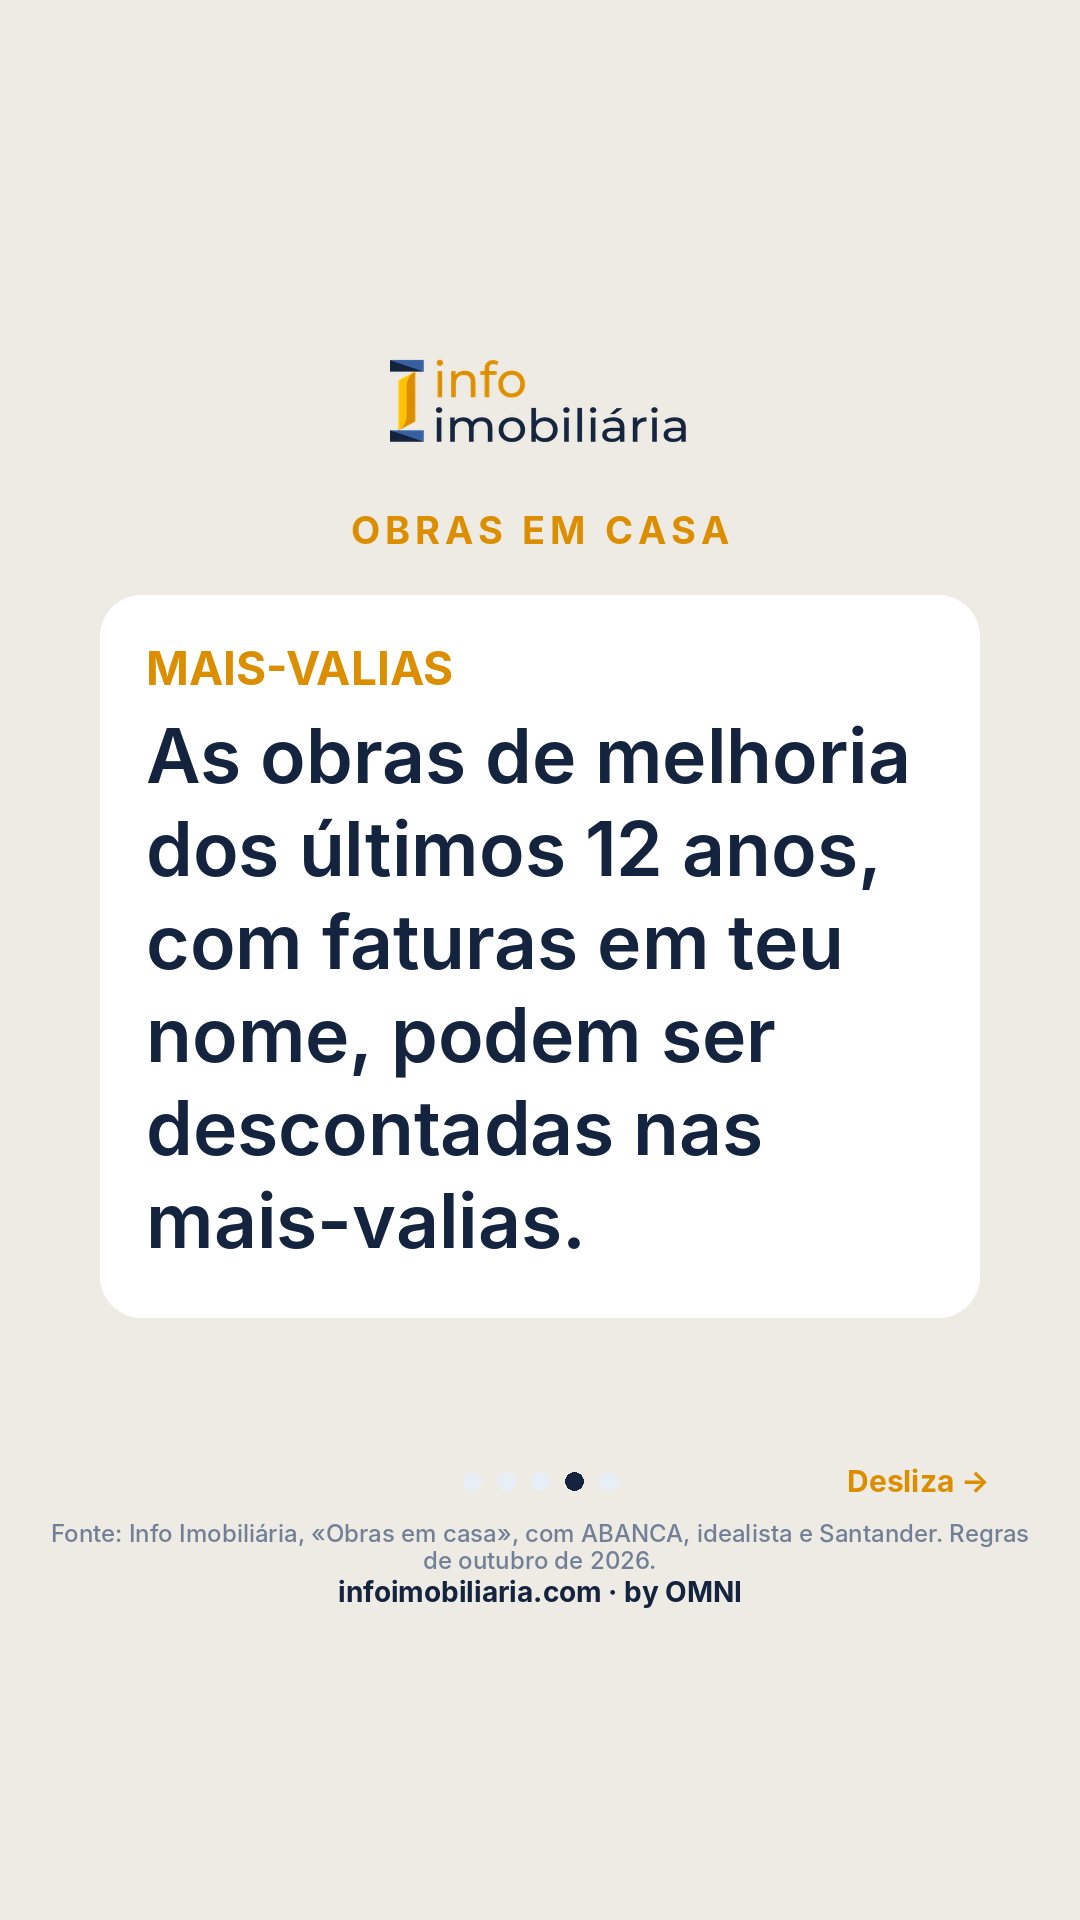 info
imobiliária
OBRAS EM CASA
MAIS-VALIAS
As obras de melhoria
dos últimos 12 anos,
com faturas em teu
nome, podem ser
descontadas nas
mais-valias.
Desliza →
Fonte: Info Imobiliária, «Obras em casa», com ABANCA, idealista e Santander. Regras
de outubro de 2026.
infoimobiliaria.com · by OMNI